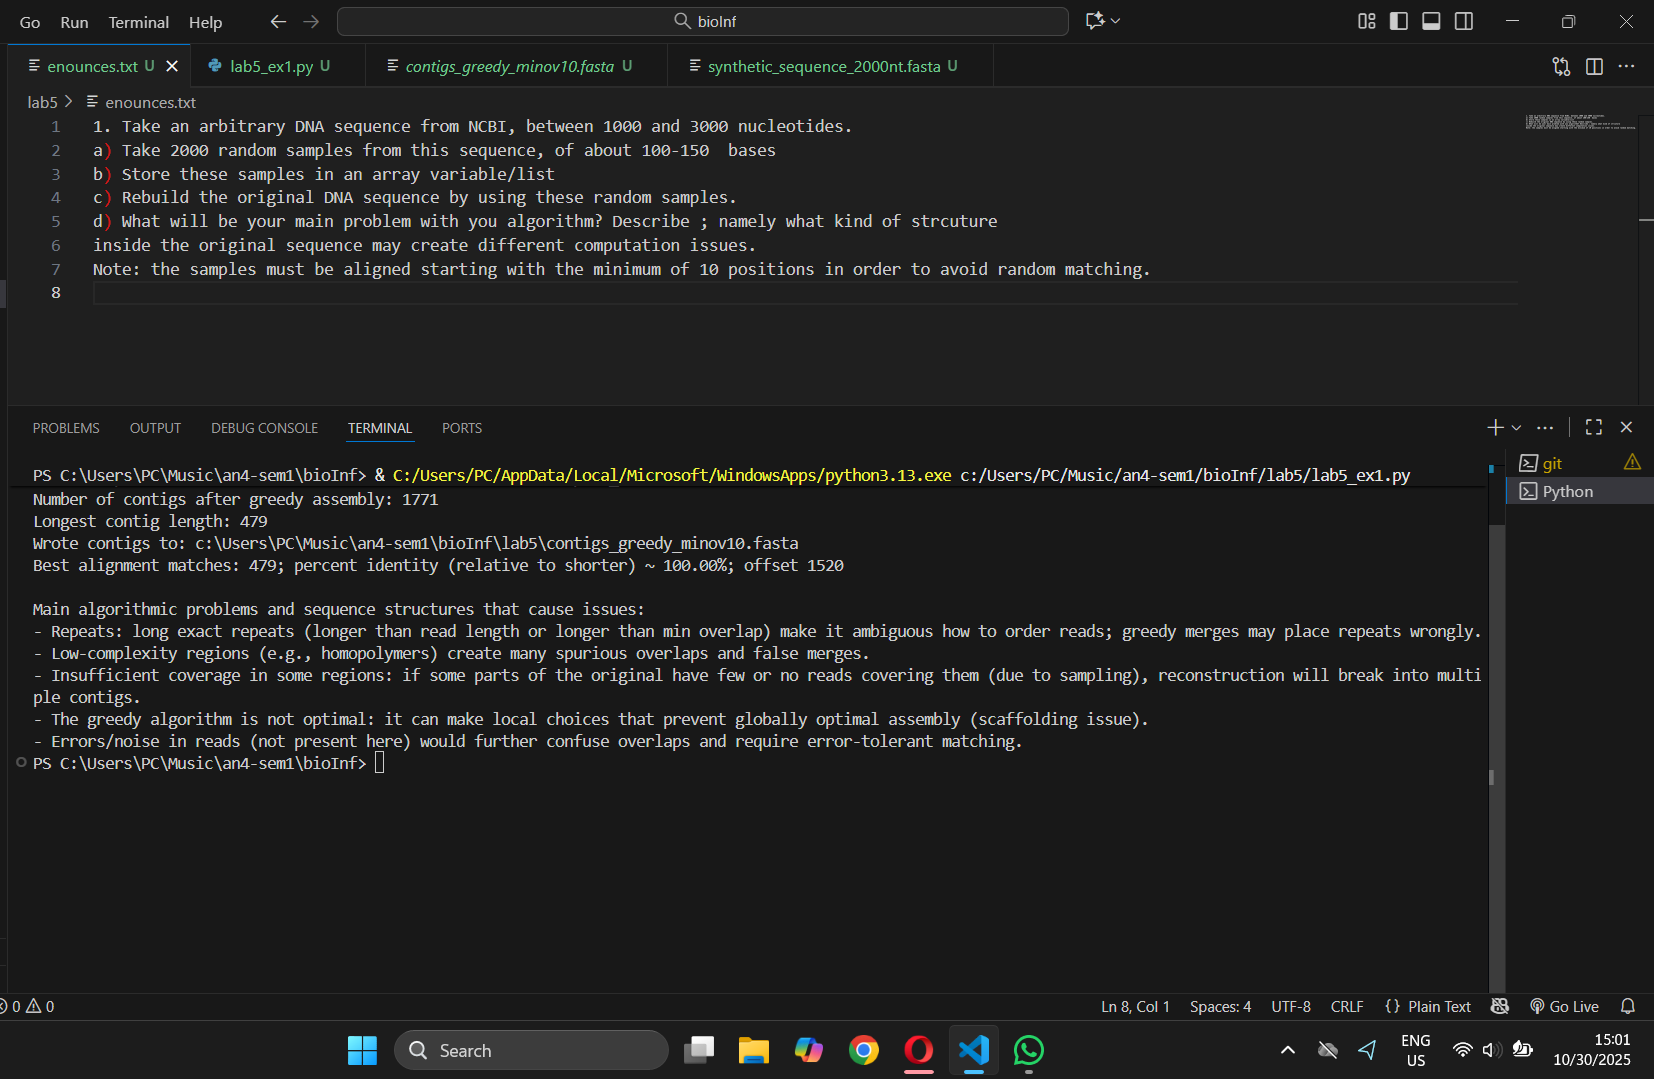 Go Run Terminal Help bioInf
enounces.txt U lab5_ex1.py U contigs_greedy_minov10.fasta U synthetic_sequence_2000nt.fasta U
lab5 > enounces.txt
1 1. Take an arbitrary DNA sequence from NCBI, between 1000 and 3000 nucleotides.
2 a) Take 2000 random samples from this sequence, of about 100-150  bases
3 b) Store these samples in an array variable/list
4 c) Rebuild the original DNA sequence by using these random samples.
5 d) What will be your main problem with you algorithm? Describe ; namely what kind of strcuture
6 inside the original sequence may create different computation issues.
7 Note: the samples must be aligned starting with the minimum of 10 positions in order to avoid random matching.
8
PROBLEMS OUTPUT DEBUG CONSOLE TERMINAL PORTS
PS C:\Users\PC\Music\an4-sem1\bioInf> & C:/Users/PC/AppData/Local/Microsoft/WindowsApps/python3.13.exe c:/Users/PC/Music/an4-sem1/bioInf/lab5/lab5_ex1.py
Number of contigs after greedy assembly: 1771
Longest contig length: 479
Wrote contigs to: c:\Users\PC\Music\an4-sem1\bioInf\lab5\contigs_greedy_minov10.fasta
Best alignment matches: 479; percent identity (relative to shorter) ~ 100.00%; offset 1520
Main algorithmic problems and sequence structures that cause issues:
- Repeats: long exact repeats (longer than read length or longer than min overlap) make it ambiguous how to order reads; greedy merges may place repeats wrongly.
- Low-complexity regions (e.g., homopolymers) create many spurious overlaps and false merges.
- Insufficient coverage in some regions: if some parts of the original have few or no reads covering them (due to sampling), reconstruction will break into multi
ple contigs.
- The greedy algorithm is not optimal: it can make local choices that prevent globally optimal assembly (scaffolding issue).
- Errors/noise in reads (not present here) would further confuse overlaps and require error-tolerant matching.
PS C:\Users\PC\Music\an4-sem1\bioInf>
git
Python
0 0 Ln 8, Col 1 Spaces: 4 UTF-8 CRLF {} Plain Text Go Live
Search
ENG
US
15:01
10/30/2025